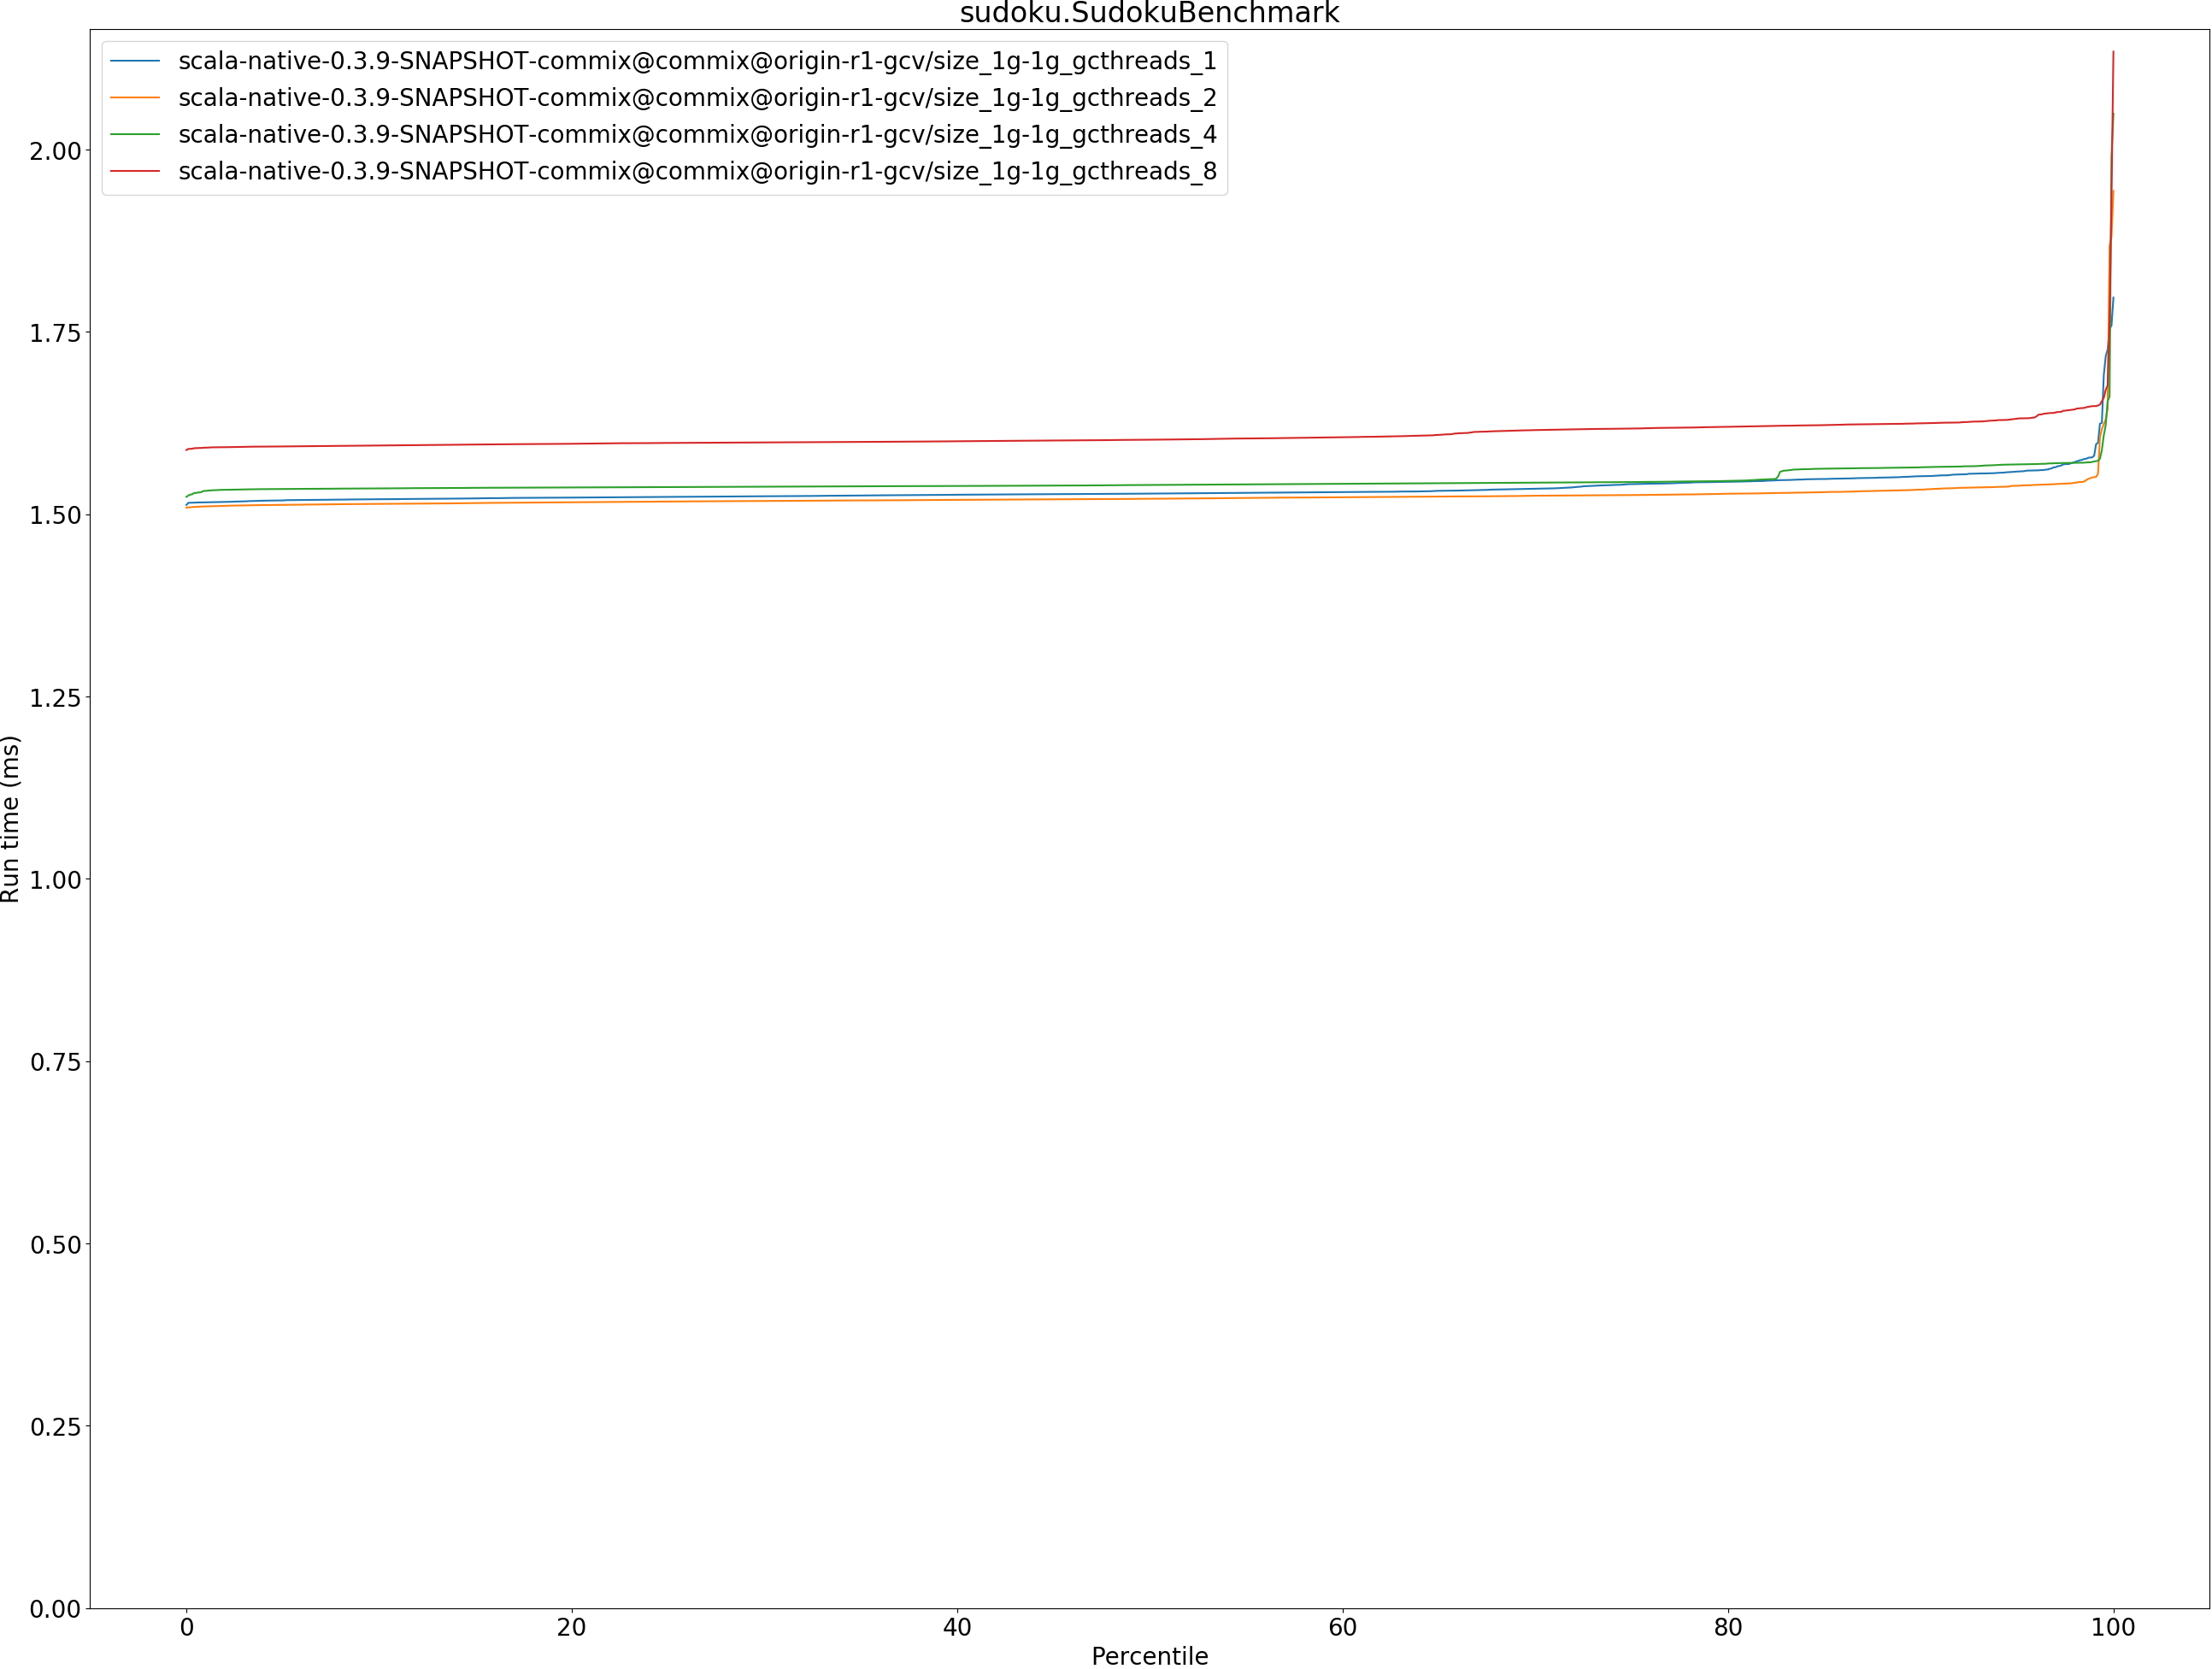 sudoku.SudokuBenchmark
scala-native-0.3.9-SNAPSHOT-commix@commix@origin-r1-gcv/size_1g-1g_gcthreads_1
scala-native-0.3.9-SNAPSHOT-commix@commix@origin-r1-gcv/size_1g-1g_gcthreads_2
scala-native-0.3.9-SNAPSHOT-commix@commix@origin-r1-gcv/size_1g-1g_gcthreads_4
scala-native-0.3.9-SNAPSHOT-commix@commix@origin-r1-gcv/size_1g-1g_gcthreads_8
2.00
1.75
1.50
1.25
1.00
0.75
0.50
0.25
0.00
Run time (ms)
0 20 40 60 80 100
Percentile